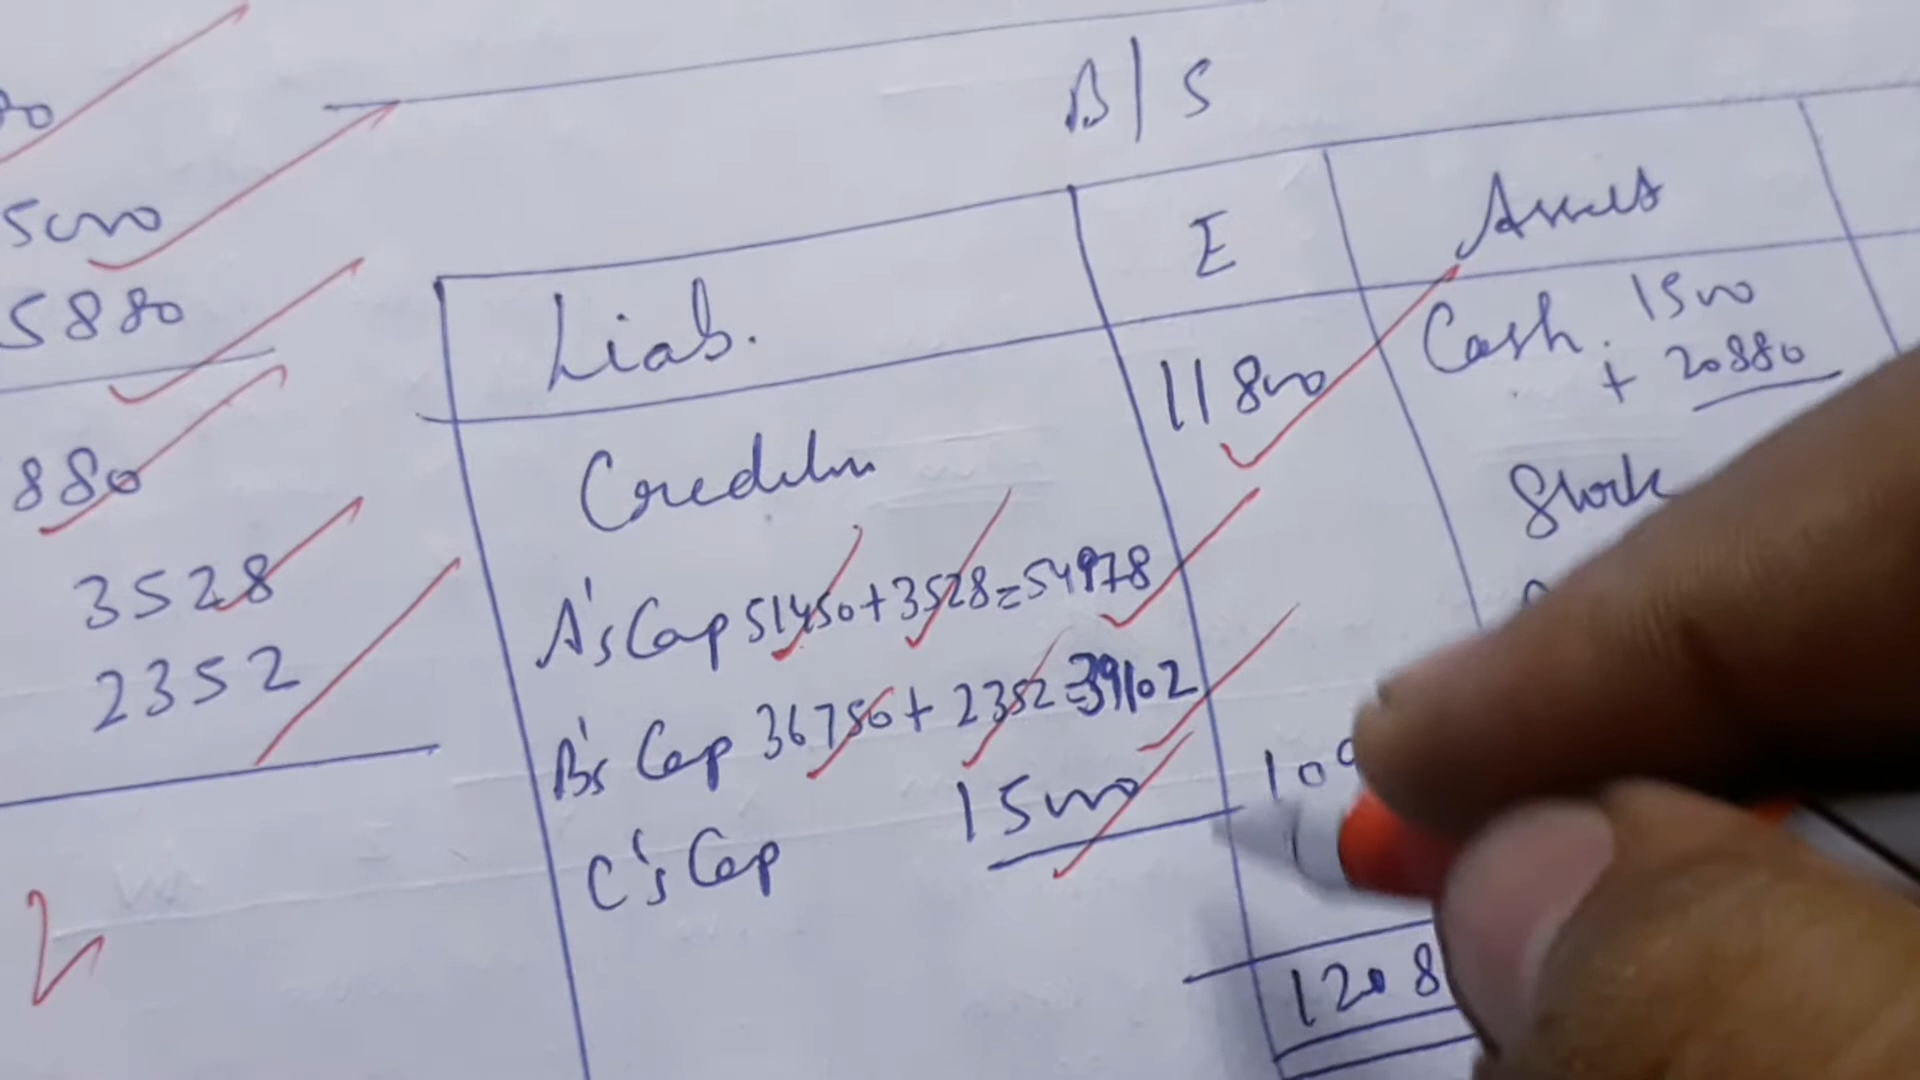 B/S
5000
5880
880
3528
2352
Liab.
E
Assets
Creditors
11800
Cash. 1500
+ 20880
Stock
A's Cap 51450+3528=54978
B's Cap 36750+ 2352=39102
C's Cap 15000